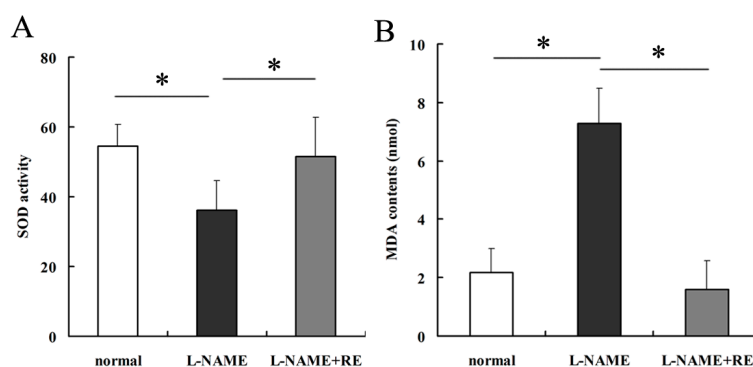 A
80
60
40
20
0
SOD activity
*
*
normal L-NAME L-NAME+RE
B
10
8
6
4
2
0
MDA contents (nmol)
*
*
normal L-NAME L-NAME+RE